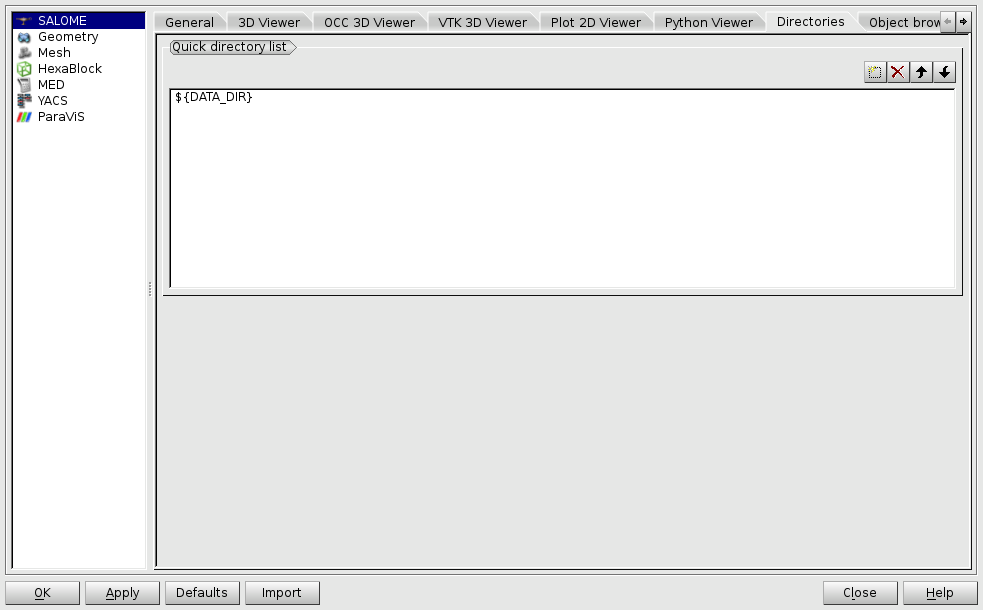 SALOME
Geometry
Mesh
HexaBlock
MED
YACS
ParaViS
General
3D Viewer
OCC 3D Viewer
VTK 3D Viewer
Plot 2D Viewer
Python Viewer
Directories
Object brow
Quick directory list
${DATA_DIR}
OK
Apply
Defaults
Import
Close
Help